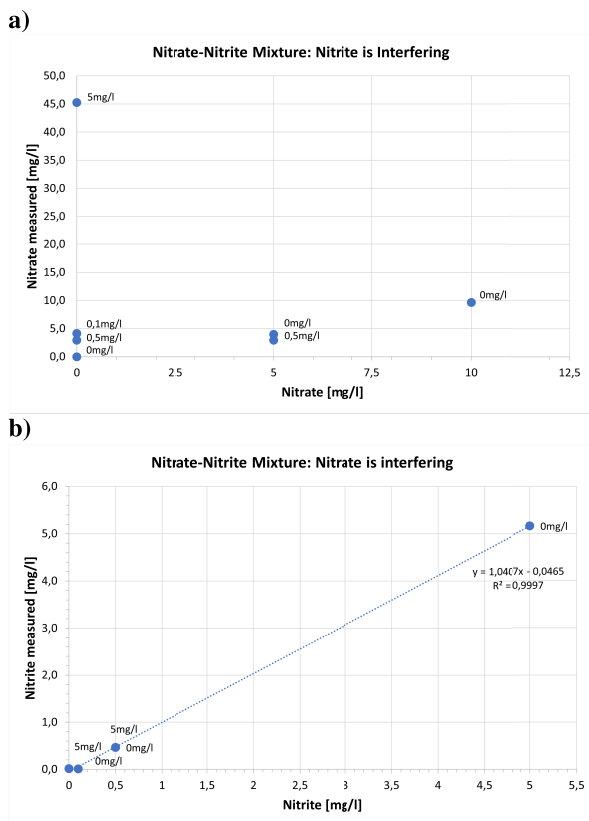 a)
Nitrate-Nitrite Mixture: Nitrite is Interfering
50,0
45,0
40,0
35,0
30,0
25,0
20,0
15,0
10,0
5,0
0,0
Nitrate measured [mg/l]
5mg/l
0,1mg/l
0,5mg/l
0mg/l
0mg/l
0,5mg/l
0mg/l
0 2 5 5 7,5 10 12,5
Nitrate [mg/l]
b)
Nitrate-Nitrite Mixture: Nitrate is interfering
6,0
5,0
4,0
3,0
2,0
1,0
0,0
Nitrite measured [mg/l]
0mg/l
y = 1,0407x - 0,0465
R² = 0,9997
5mg/l
5mg/l
0mg/l
0mg/l
0 0,5 1 1,5 2 2,5 3 3,5 4 4,5 5 5,5
Nitrite [mg/l]